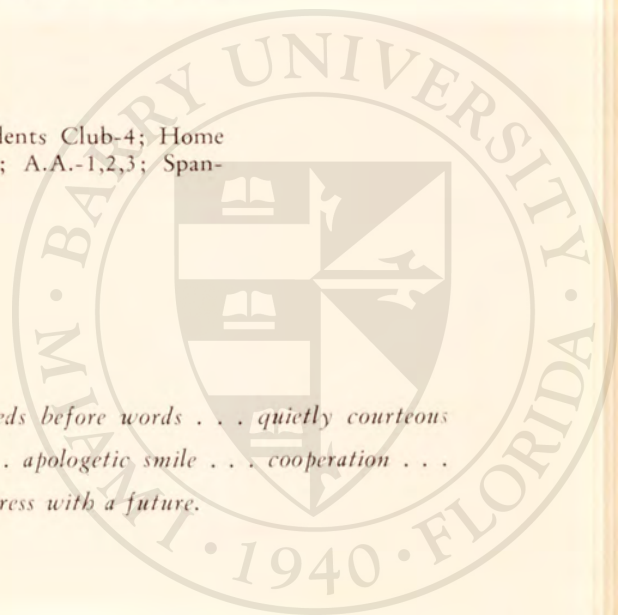 BARRY UNIVERSITY
dents Club-4; Home
; A.A.-1,2,3; Span-
eds before words . . . quietly courteous
. apologetic smile . . . cooperation . . .
ress with a future.
MIAMI • 1940 • FLORIDA